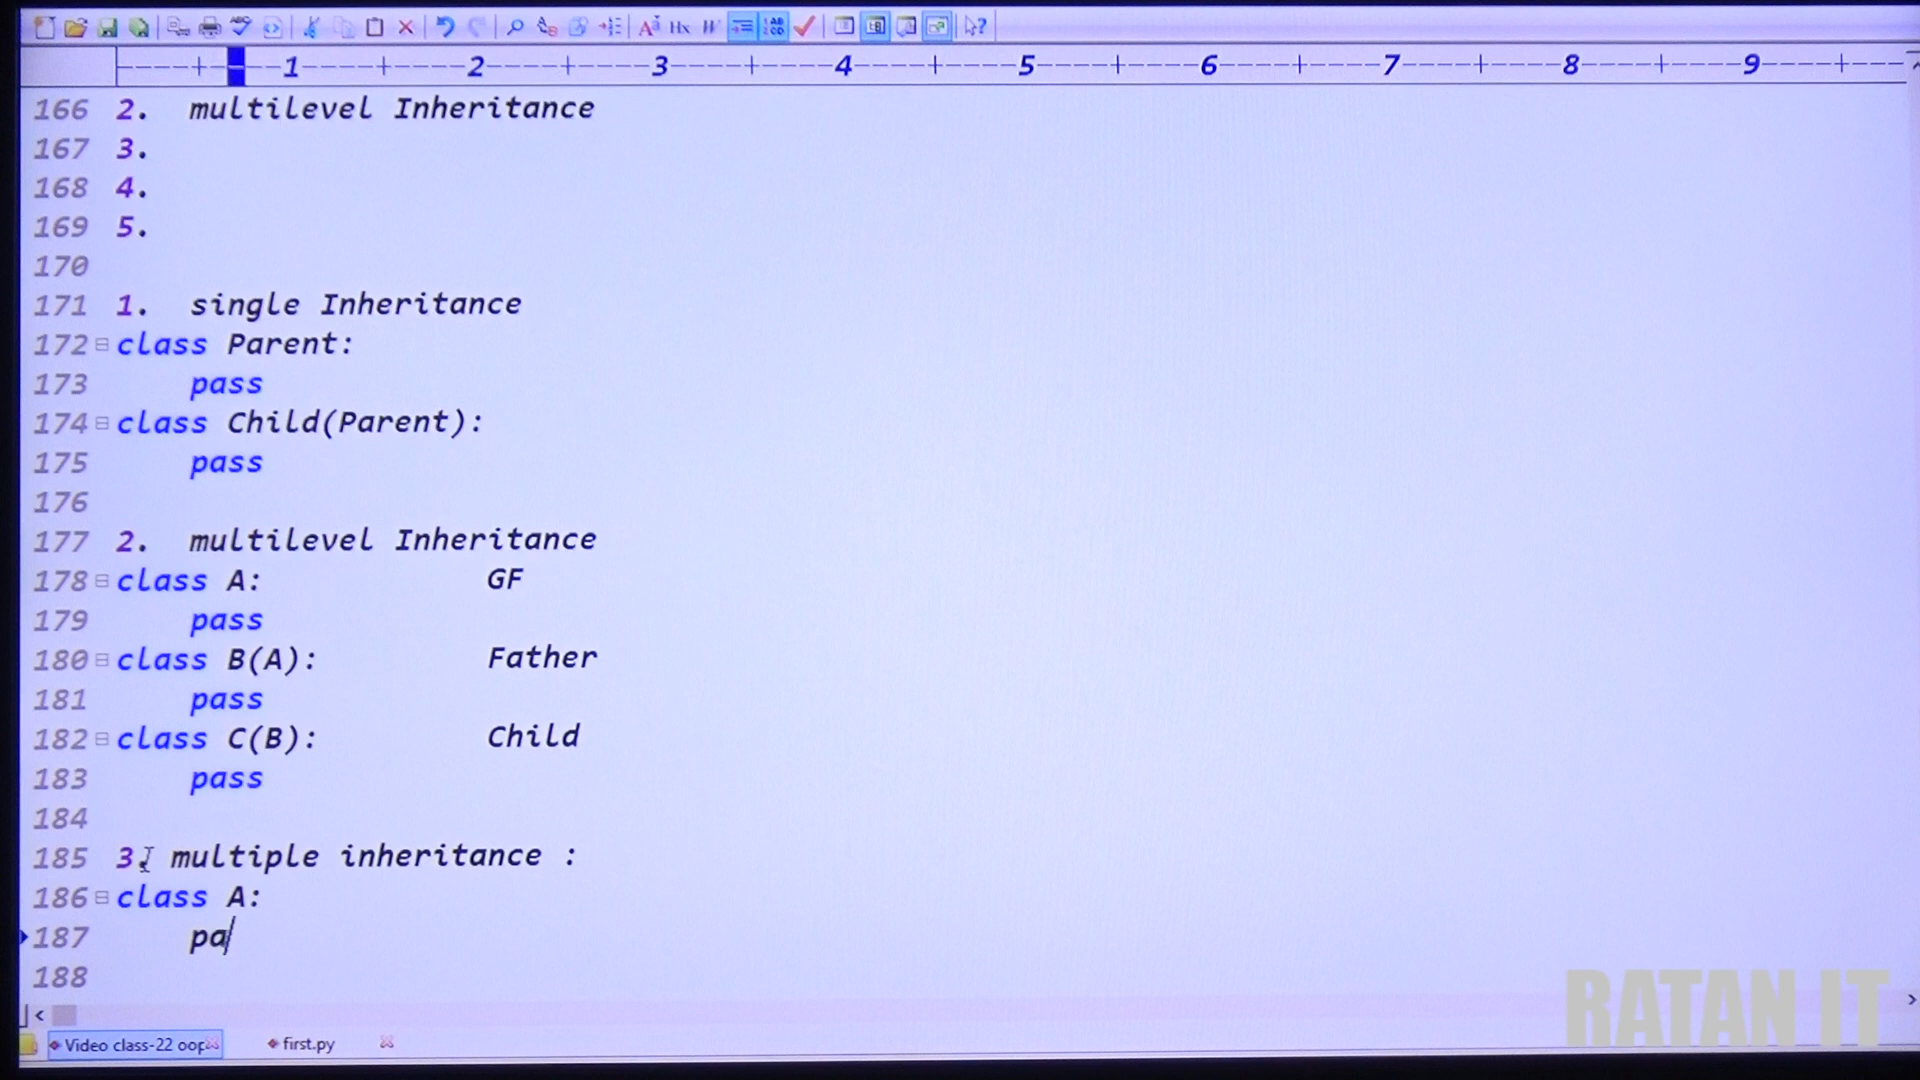 1 2 3 4 5 6 7 8 9
166 2. multilevel Inheritance
167 3.
168 4.
169 5.
170
171 1. single Inheritance
172 class Parent:
173 pass
174 class Child(Parent):
175 pass
176
177 2. multilevel Inheritance
178 class A: GF
179 pass
180 class B(A): Father
181 pass
182 class C(B): Child
183 pass
184
185 3. multiple inheritance :
186 class A:
187 pa
188
RATAN IT
Video class-22 oop first.py